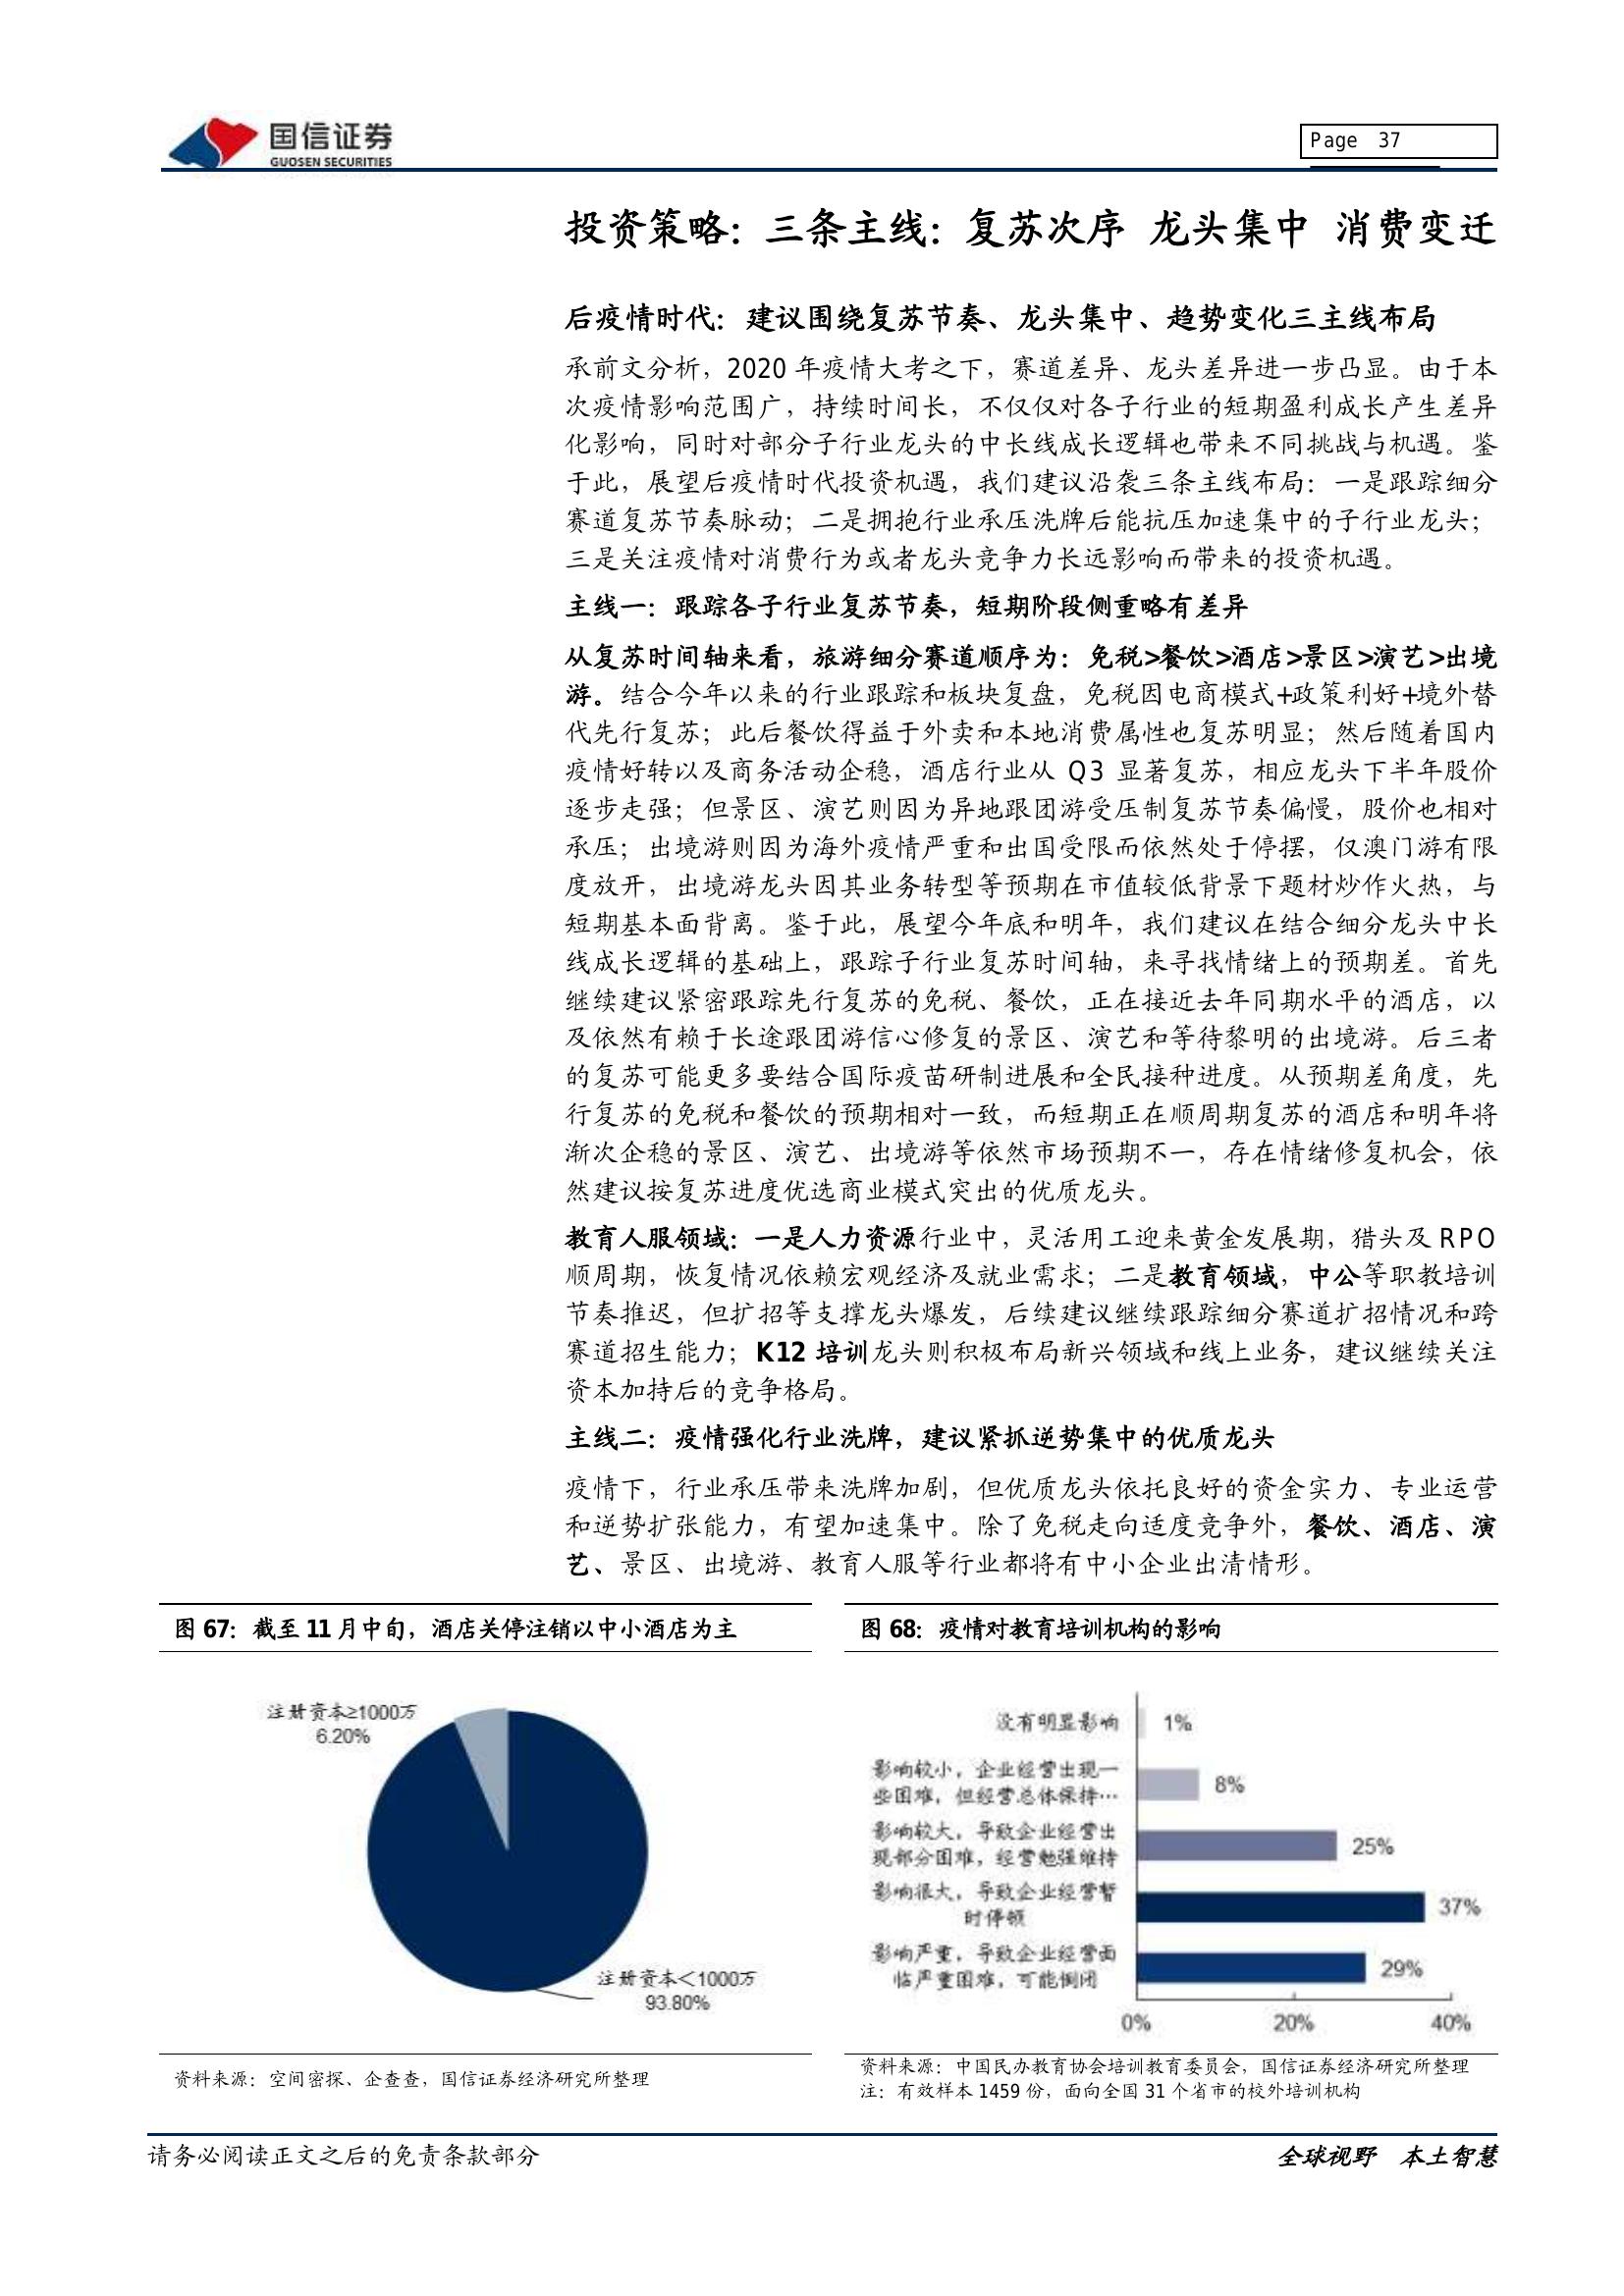 国信证券
GUOSEN SECURITIES
Page 37
投资策略：三条主线：复苏次序 龙头集中 消费变迁
后疫情时代：建议围绕复苏节奏、龙头集中、趋势变化三主线布局
承前文分析，2020 年疫情大考之下，赛道差异、龙头差异进一步凸显。由于本
次疫情影响范围广，持续时间长，不仅仅对各子行业的短期盈利成长产生差异
化影响，同时对部分子行业龙头的中长线成长逻辑也带来不同挑战与机遇。鉴
于此，展望后疫情时代投资机遇，我们建议沿袭三条主线布局：一是跟踪细分
赛道复苏节奏脉动；二是拥抱行业承压洗牌后能抗压加速集中的子行业龙头；
三是关注疫情对消费行为或者龙头竞争力长远影响而带来的投资机遇。
主线一：跟踪各子行业复苏节奏，短期阶段侧重略有差异
从复苏时间轴来看，旅游细分赛道顺序为：免税>餐饮>酒店>景区>演艺>出境
游。结合今年以来的行业跟踪和板块复盘，免税因电商模式+政策利好+境外替
代先行复苏；此后餐饮得益于外卖和本地消费属性也复苏明显；然后随着国内
疫情好转以及商务活动企稳，酒店行业从 Q3 显著复苏，相应龙头下半年股价
逐步走强；但景区、演艺则因为异地跟团游受压制复苏节奏偏慢，股价也相对
承压；出境游则因为海外疫情严重和出国受限而依然处于停摆，仅澳门游有限
度放开，出境游龙头因其业务转型等预期在市值较低背景下题材炒作火热，与
短期基本面背离。鉴于此，展望今年底和明年，我们建议在结合细分龙头中长
线成长逻辑的基础上，跟踪子行业复苏时间轴，来寻找情绪上的预期差。首先
继续建议紧密跟踪先行复苏的免税、餐饮，正在接近去年同期水平的酒店，以
及依然有赖于长途跟团游信心修复的景区、演艺和等待黎明的出境游。后三者
的复苏可能更多要结合国际疫苗研制进展和全民接种进度。从预期差角度，先
行复苏的免税和餐饮的预期相对一致，而短期正在顺周期复苏的酒店和明年将
渐次企稳的景区、演艺、出境游等依然市场预期不一，存在情绪修复机会，依
然建议按复苏进度优选商业模式突出的优质龙头。
教育人服领域：一是人力资源行业中，灵活用工迎来黄金发展期，猎头及 RPO
顺周期，恢复情况依赖宏观经济及就业需求；二是教育领域，中公等职教培训
节奏推迟，但扩招等支撑龙头爆发，后续建议继续跟踪细分赛道扩招情况和跨
赛道招生能力；K12 培训龙头则积极布局新兴领域和线上业务，建议继续关注
资本加持后的竞争格局。
主线二：疫情强化行业洗牌，建议紧抓逆势集中的优质龙头
疫情下，行业承压带来洗牌加剧，但优质龙头依托良好的资金实力、专业运营
和逆势扩张能力，有望加速集中。除了免税走向适度竞争外，餐饮、酒店、演
艺、景区、出境游、教育人服等行业都将有中小企业出清情形。
图 67：截至 11 月中旬，酒店关停注销以中小酒店为主
注册资本≥1000万
6.20%
注册资本＜1000万
93.80%
资料来源：空间密探、企查查，国信证券经济研究所整理
图 68：疫情对教育培训机构的影响
没有明显影响
1%
影响较小，企业经营出现一
些困难，但经营总体保持…
8%
影响较大，导致企业经营出
现部分困难，经营勉强维持
25%
影响很大，导致企业经营暂
时停顿
37%
影响严重，导致企业经营面
临严重困难，可能倒闭
29%
0% 20% 40%
资料来源：中国民办教育协会培训教育委员会，国信证券经济研究所整理
注：有效样本 1459 份，面向全国 31 个省市的校外培训机构
请务必阅读正文之后的免责条款部分
全球视野 本土智慧